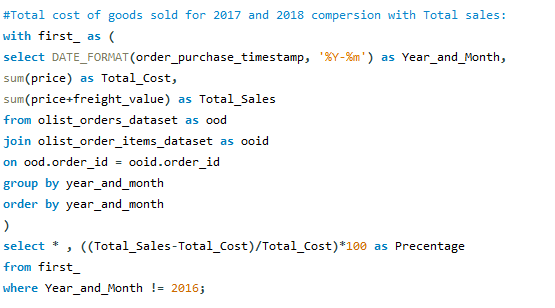 #Total cost of goods sold for 2017 and 2018 compersion with Total sales:
with first_ as (
select DATE_FORMAT(order_purchase_timestamp, '%Y-%m') as Year_and_Month,
sum(price) as Total_Cost,
sum(price+freight_value) as Total_Sales
from olist_orders_dataset as ood
join olist_order_items_dataset as ooid
on ood.order_id = ooid.order_id
group by year_and_month
order by year_and_month
)
select * , ((Total_Sales-Total_Cost)/Total_Cost)*100 as Precentage
from first_
where Year_and_Month != 2016;